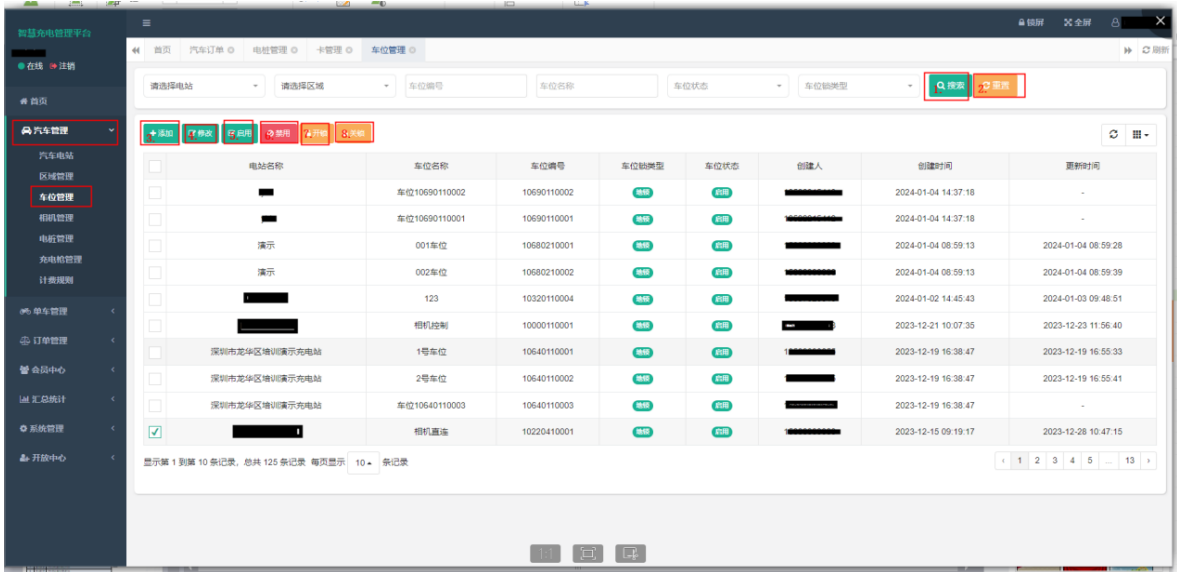 智慧充电管理平台
锁屏 全屏
在线 注销
首页 汽车订单 电桩管理 卡管理 车位管理 刷新
请选择电站 请选择区域 车位编号 车位名称 车位状态 车位锁类型 1. 搜索 2. 重置
首页
汽车管理
3. 添加 4. 修改 5. 启用 6. 禁用 7. 开锁 8. 关锁
汽车电站
区域管理
车位管理
相机管理
电桩管理
充电枪管理
计费规则
单车管理
订单管理
会员中心
汇总统计
系统管理
开放中心
电站名称 车位名称 车位编号 车位锁类型 车位状态 创建人 创建时间 更新时间
车位10690110002 10690110002 地锁 启用 2024-01-04 14:37:18 -
车位10690110001 10690110001 地锁 启用 2024-01-04 14:37:18 -
演示 001车位 10680210001 地锁 启用 2024-01-04 08:59:13 2024-01-04 08:59:28
演示 002车位 10680210002 地锁 启用 2024-01-04 08:59:13 2024-01-04 08:59:39
123 10320110004 地锁 启用 2024-01-02 14:45:43 2024-01-03 09:48:51
相机控制 10000110001 地锁 启用 2023-12-21 10:07:35 2023-12-23 11:56:40
深圳市龙华区培训演示充电站 1号车位 10640110001 地锁 启用 2023-12-19 16:38:47 2023-12-19 16:55:33
深圳市龙华区培训演示充电站 2号车位 10640110002 地锁 启用 2023-12-19 16:38:47 2023-12-19 16:55:41
深圳市龙华区培训演示充电站 车位10640110003 10640110003 地锁 启用 2023-12-19 16:38:47 -
相机直连 10220410001 地锁 启用 2023-12-15 09:19:17 2023-12-28 10:47:15
显示第 1 到第 10 条记录，总共 125 条记录 每页显示 10 条记录
‹ 1 2 3 4 5 ... 13 ›
1:1